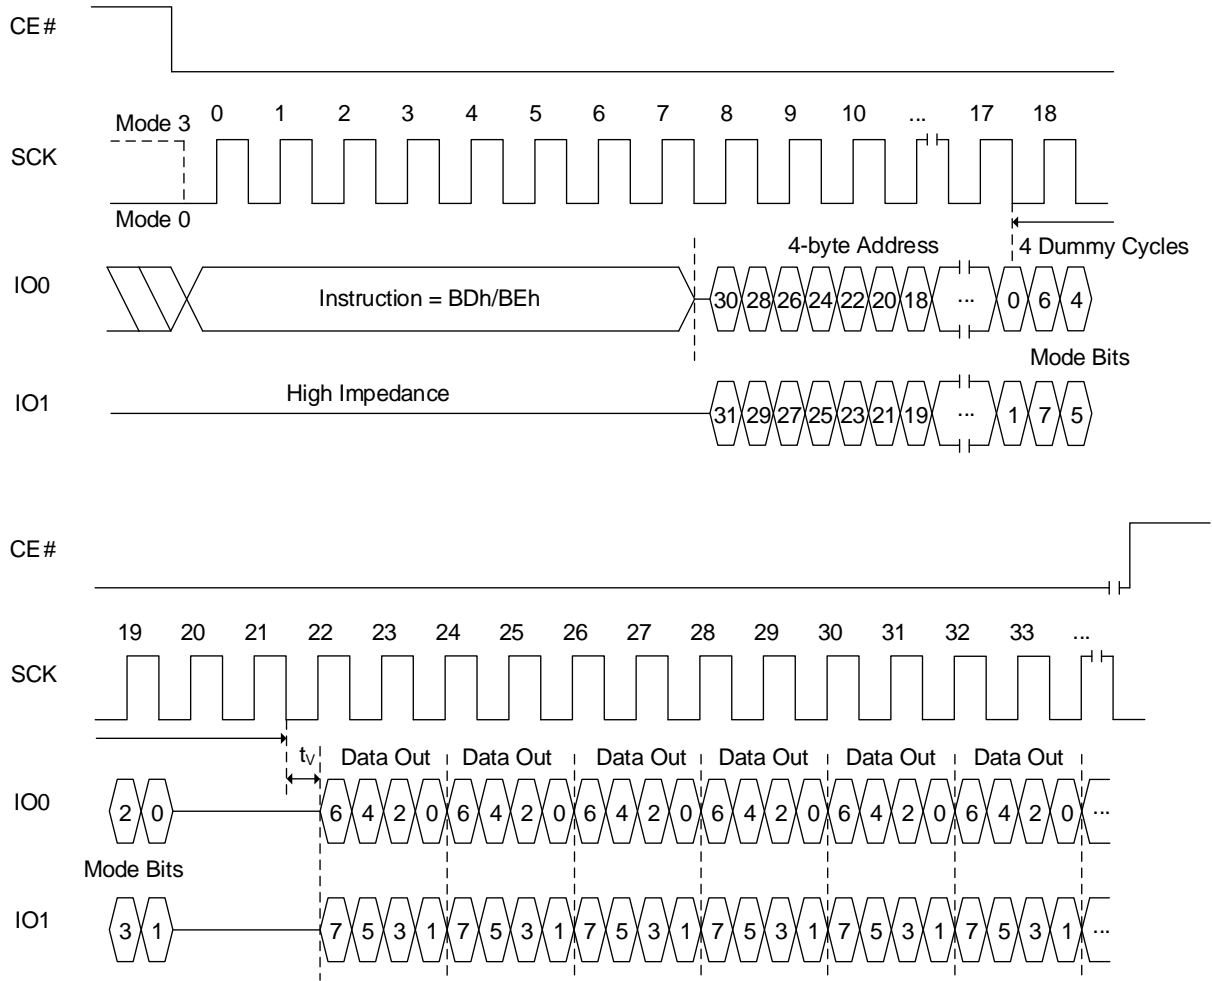 CE#
Mode 3
0 1 2 3 4 5 6 7 8 9 10 ... 17 18
SCK
Mode 0
4-byte Address
4 Dummy Cycles
IO0
Instruction = BDh/BEh
30 28 26 24 22 20 18 ... 0 6 4
Mode Bits
IO1
High Impedance
31 29 27 25 23 21 19 ... 1 7 5
CE#
19 20 21 22 23 24 25 26 27 28 29 30 31 32 33 ...
SCK
tV
Data Out Data Out Data Out Data Out Data Out Data Out
IO0
2 0 6 4 2 0 6 4 2 0 6 4 2 0 6 4 2 0 6 4 2 0 6 4 2 0 ...
Mode Bits
IO1
3 1 7 5 3 1 7 5 3 1 7 5 3 1 7 5 3 1 7 5 3 1 7 5 3 1 ...